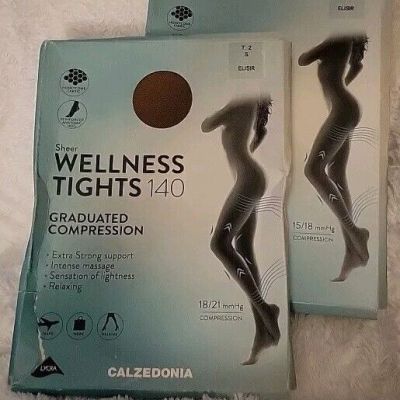 ELISIR
T. 2
S
ELISIR
Sheer
WELLNESS
TIGHTS 140
GRADUATED
COMPRESSION
• Extra Strong support
• Intense massage
• Sensation of lightness
• Relaxing
18/21 mmHg
COMPRESSION
15/18 mmHg
COMPRESSION
LYCRA
CALZEDONIA